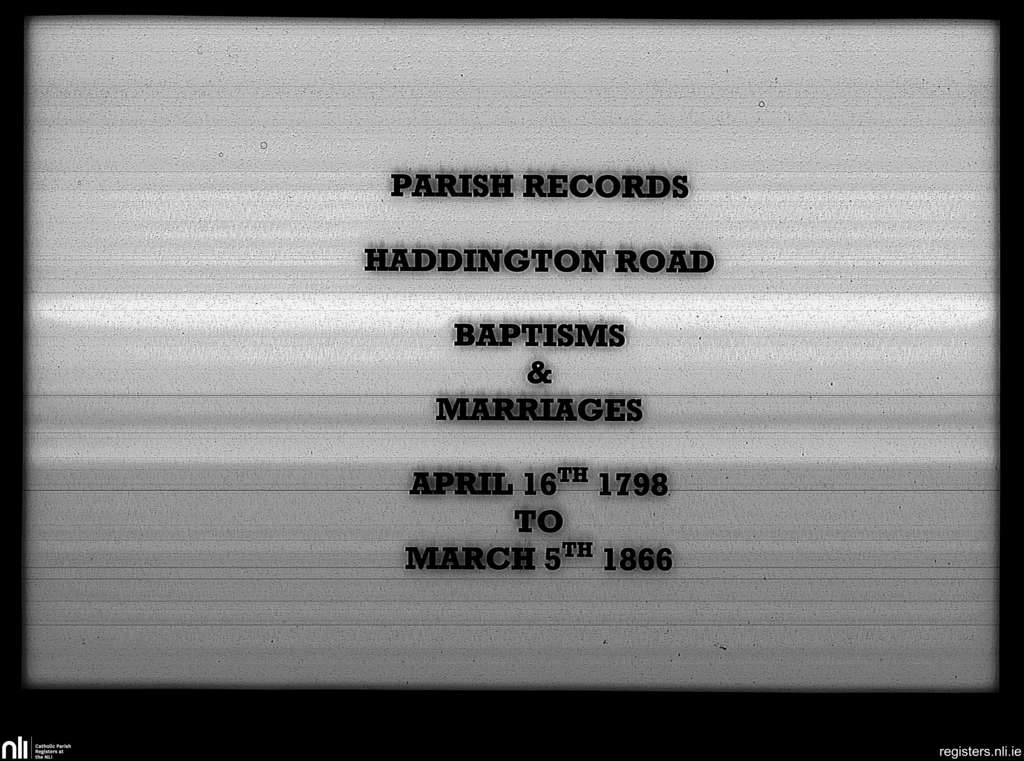 PARISH RECORDS
HADDINGTON ROAD
BAPTISMS
&
MARRIAGES
APRIL 16TH 1798
TO
MARCH 5TH 1866
nli
Catholic Parish
Registers at
the NLI
registers.nli.ie